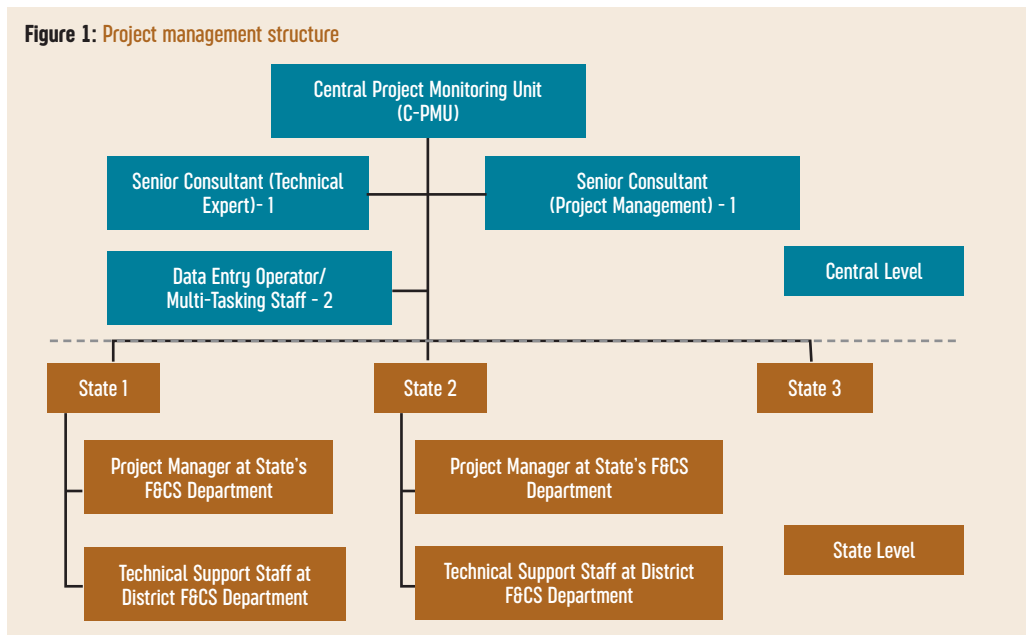 Figure 1: Project management structure
Central Project Monitoring Unit
(C-PMU)
Senior Consultant (Technical
Expert)- 1
Senior Consultant
(Project Management) - 1
Data Entry Operator/
Multi-Tasking Staff - 2
Central Level
State 1
State 2
State 3
Project Manager at State's
F&CS Department
Project Manager at State's F&CS
Department
State Level
Technical Support Staff at
District F&CS Department
Technical Support Staff at District
F&CS Department